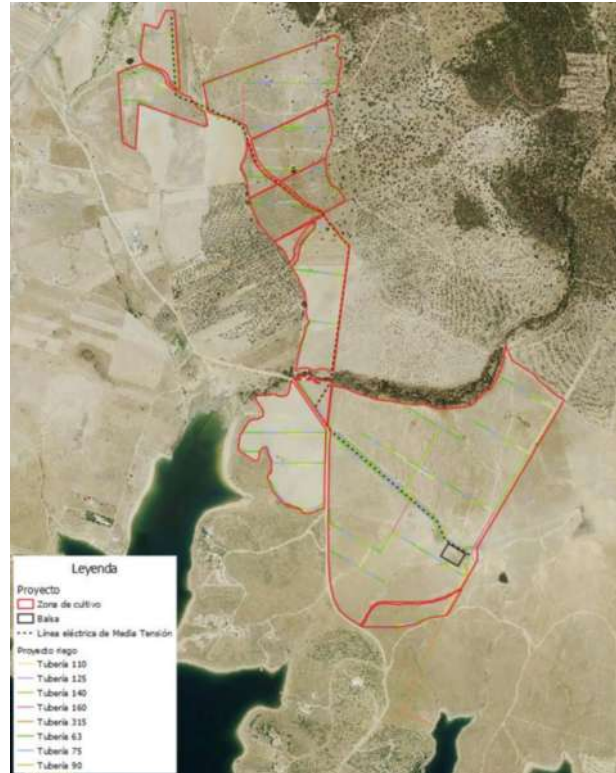 Leyenda
Proyecto
Zona de cultivo
Balsa
Línea eléctrica de Media Tensión
Proyecto riego
Tubería 110
Tubería 125
Tubería 140
Tubería 160
Tubería 315
Tubería 63
Tubería 75
Tubería 90